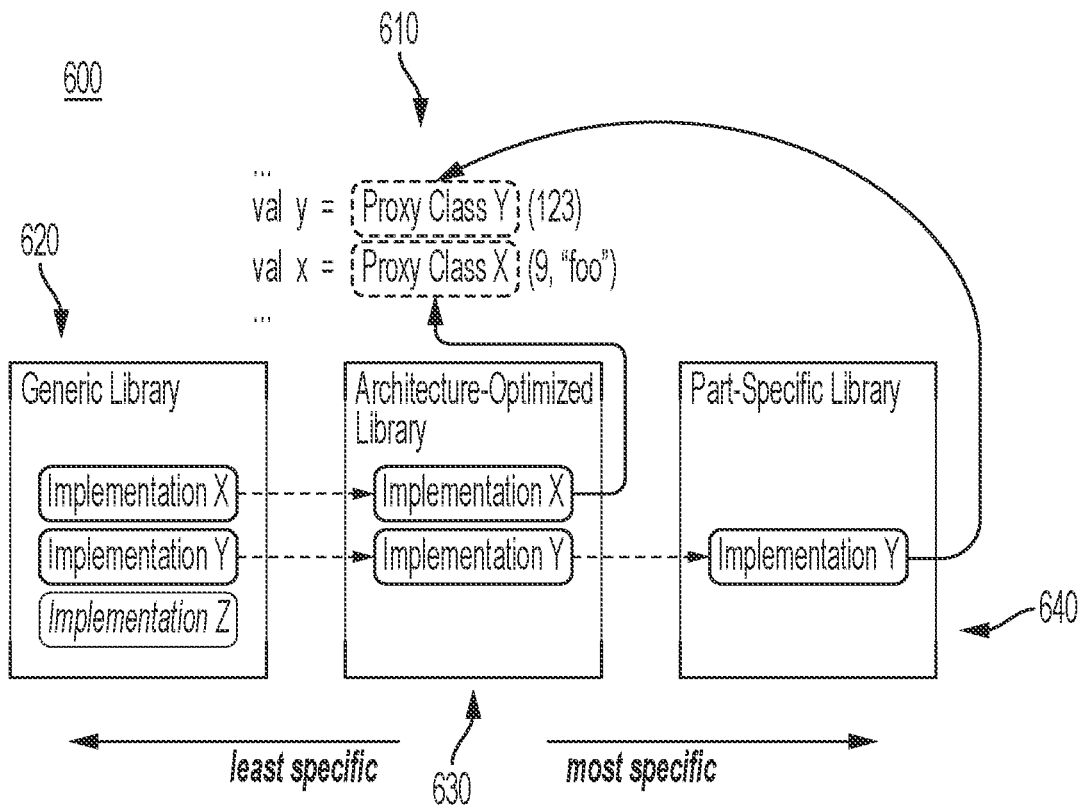 610
600
...
val y = Proxy Class Y (123)
620
val x = Proxy Class X (9, “foo”)
...
Generic Library
Architecture-Optimized
Library
Part-Specific Library
Implementation X
Implementation X
Implementation Y
Implementation Y
Implementation Y
Implementation Z
640
least specific
most specific
630